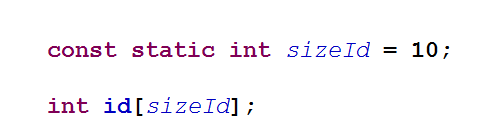 const static int sizeId = 10;
int id[sizeId];